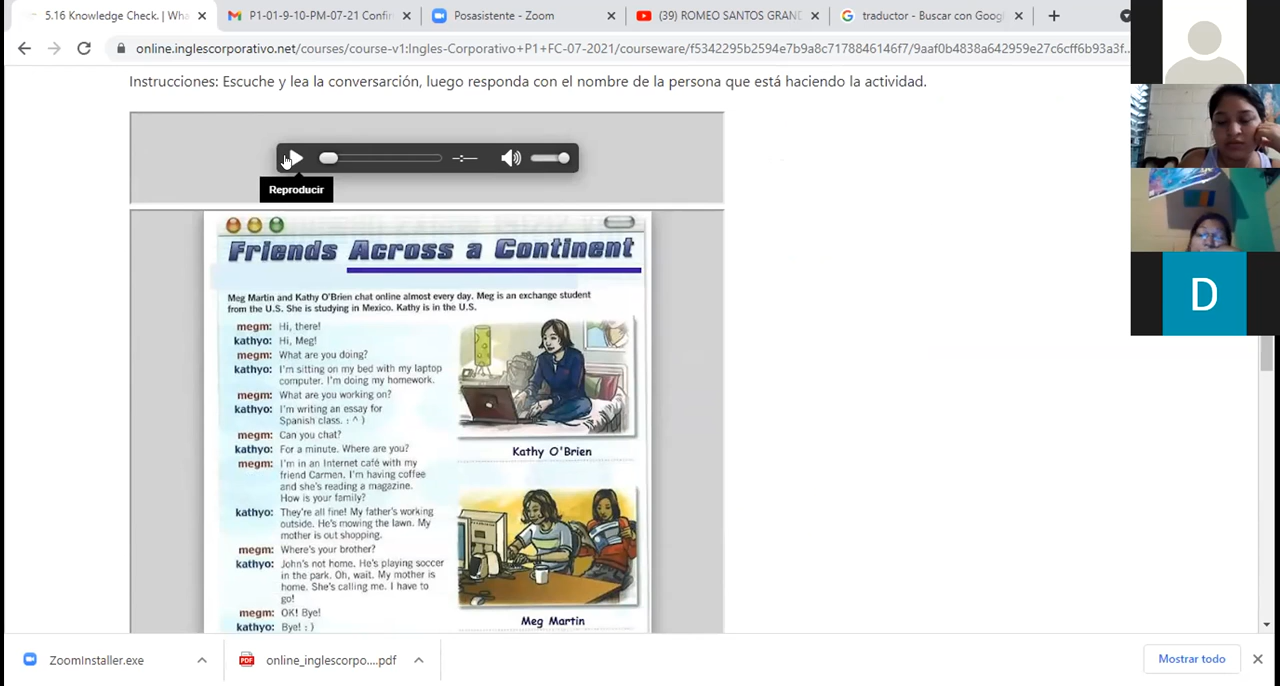 5.16 Knowledge Check. | Wha
P1-01-9-10-PM-07-21 Confir
Posasistente - Zoom
(39) ROMEO SANTOS GRAN
traductor - Buscar con Goog
online.inglescorporativo.net/courses/course-v1:Ingles-Corporativo+P1+FC-07-2021/courseware/f5342295b2594e7b9a8c7178846146f7/9aaf0b4838a642959e27c6cff6b93a3f...
Instrucciones: Escuche y lea la conversarción, luego responda con el nombre de la persona que está haciendo la actividad.
-:-
Reproducir
Friends Across a Continent
Meg Martin and Kathy O'Brien chat online almost every day. Meg is an exchange student
from the U.S. She is studying in Mexico. Kathy is in the U.S.
megm: Hi, there!
kathyo: Hi, Meg!
megm: What are you doing?
kathyo: I'm sitting on my bed with my laptop
computer. I'm doing my homework.
megm: What are you working on?
kathyo: I'm writing an essay for
Spanish class. : ^ )
megm: Can you chat?
kathyo: For a minute. Where are you?
megm: I'm in an Internet café with my
friend Carmen. I'm having coffee
and she's reading a magazine.
How is your family?
kathyo: They're all fine! My father's working
outside. He's mowing the lawn. My
mother is out shopping.
megm: Where's your brother?
kathyo: John's not home. He's playing soccer
in the park. Oh, wait. My mother is
home. She's calling me. I have to
go!
megm: OK! Bye!
kathyo: Bye! : )
Kathy O'Brien
Meg Martin
D
ZoomInstaller.exe
PDF
online_inglescorpo....pdf
Mostrar todo